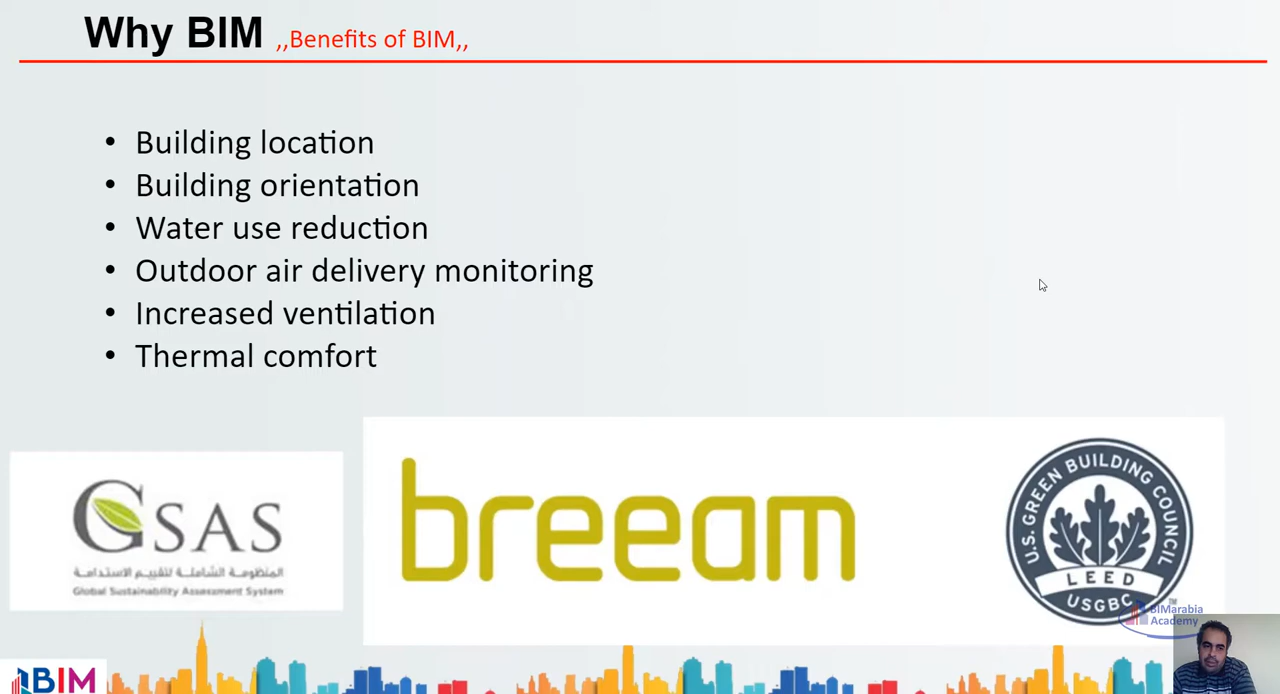 Why BIM ,,Benefits of BIM,,
• Building location
• Building orientation
• Water use reduction
• Outdoor air delivery monitoring
• Increased ventilation
• Thermal comfort
GSAS
المنظومة الشاملة لتقييم الاستدامة
Global Sustainability Assessment System
breeam
U.S. GREEN BUILDING COUNCIL
LEED
USGBC
TM
BIMarabia
Academy
BIM